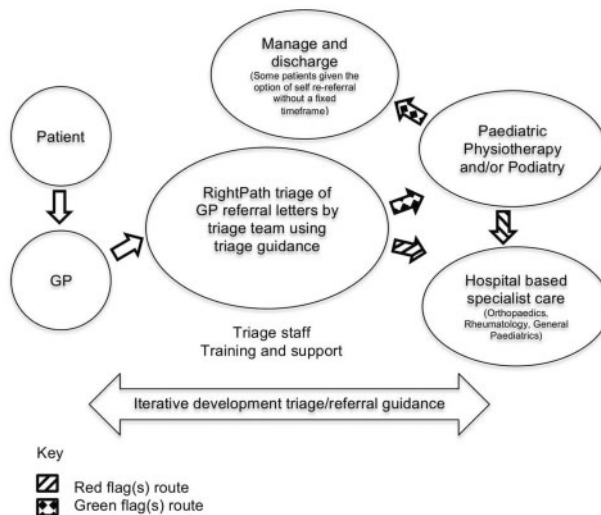 Manage and
discharge
(Some patients given the
option of self re-referral
without a fixed
timeframe)
Patient
Paediatric
Physiotherapy
and/or Podiatry
RightPath triage of
GP referral letters by
triage team using
triage guidance
GP
Hospital based
specialist care
(Orthopaedics,
Rheumatology, General
Paediatrics)
Triage staff
Training and support
Iterative development triage/referral guidance
Key
Red flag(s) route
Green flag(s) route